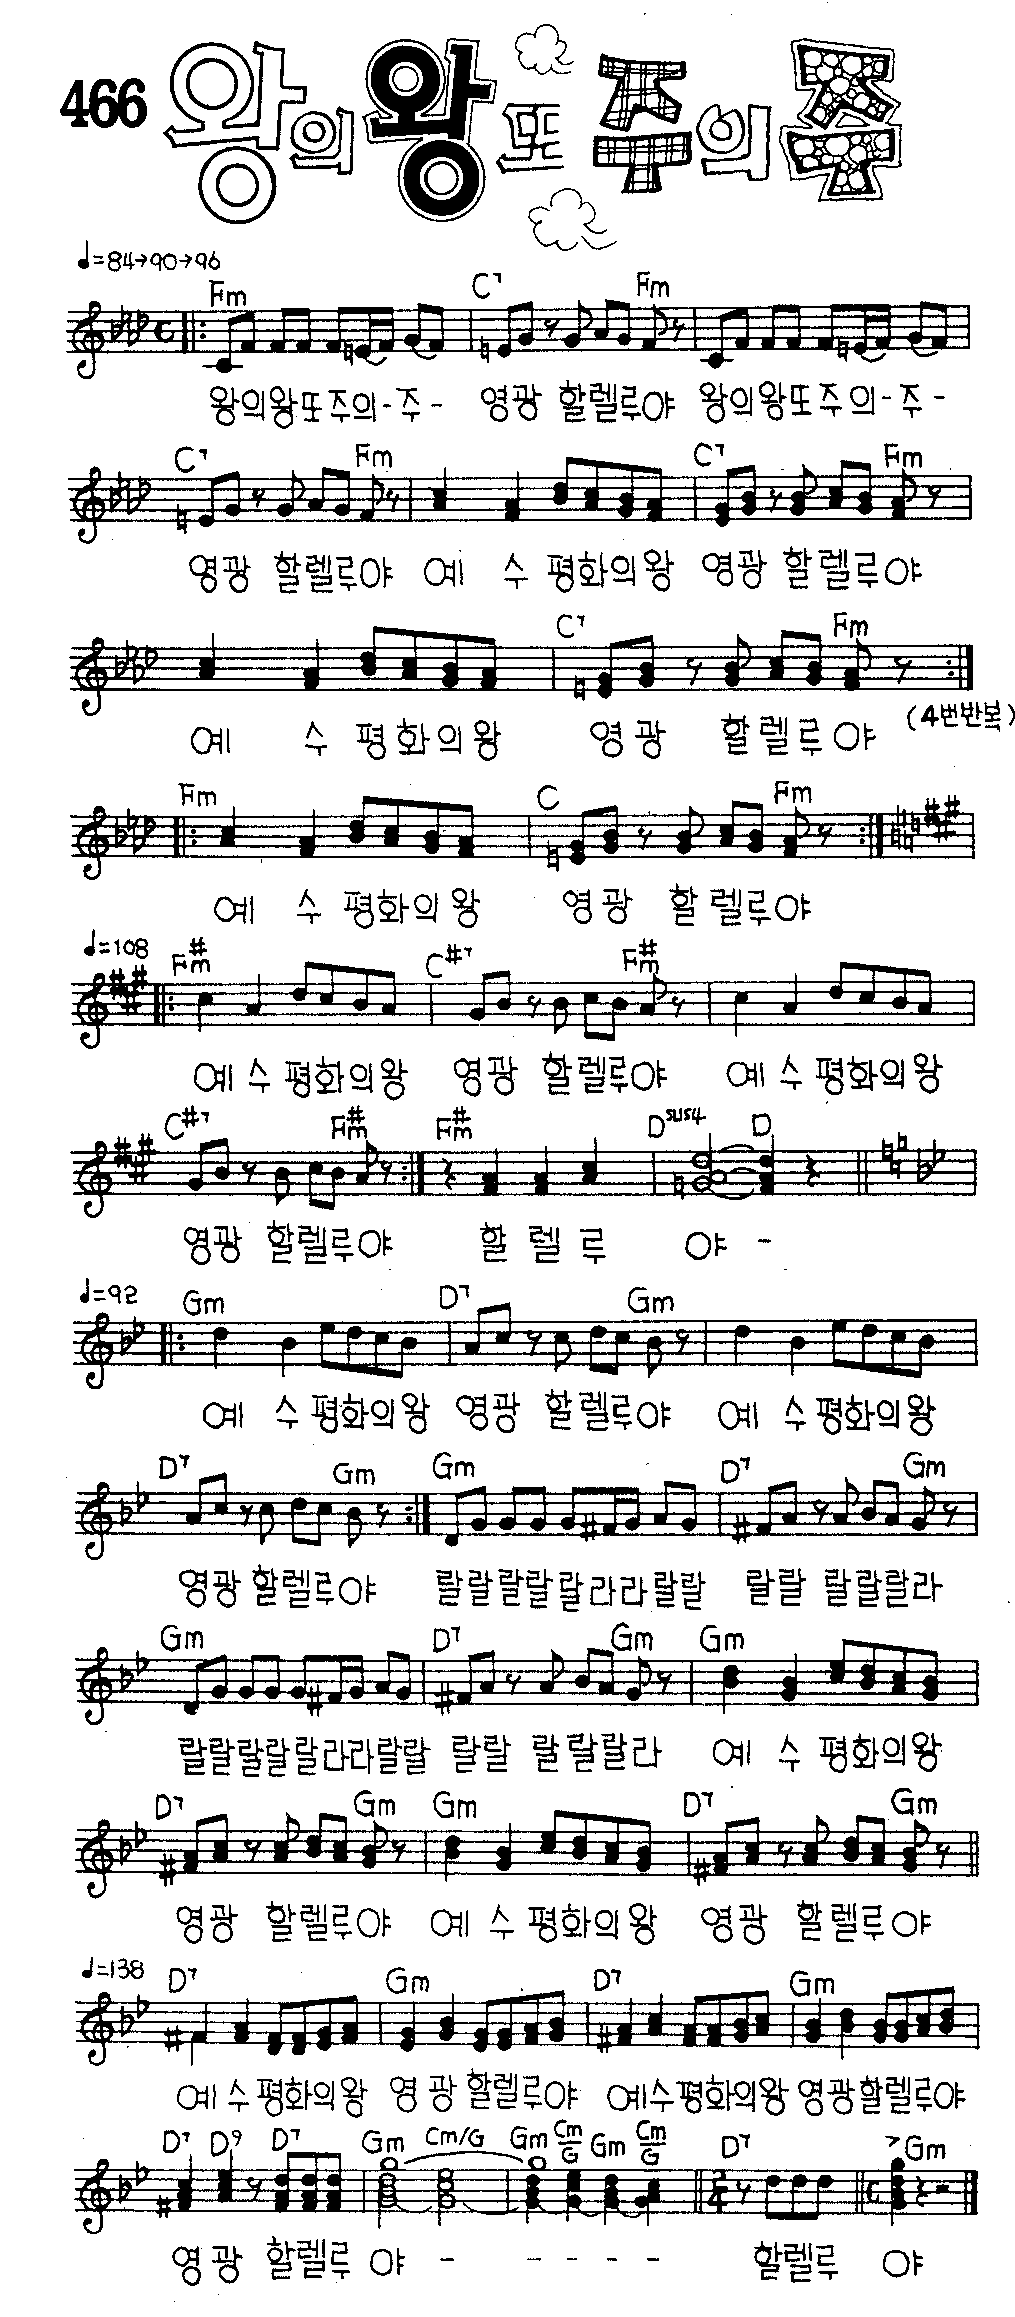 466 왕의 왕 또 주의 주
♩=84→90→96
Fm C7 Fm
왕의왕또주의-주- 영광 할렐루야 왕의왕또주의-주-
C7 Fm C7 Fm
영광 할렐루야 예 수 평화의왕 영광 할렐루야
C7 Fm
예 수 평화의왕 영광 할렐루야 (4번반복)
Fm C Fm
예 수 평화의왕 영광 할렐루야
♩=108 F#m C#7 F#m
예수평화의왕 영광 할렐루야 예수평화의왕
C#7 F#m F#m Dsus4 D
영광 할렐루야 할렐루 야 -
♩=92 Gm D7 Gm
예 수 평화의왕 영광 할렐루야 예 수평화의왕
D7 Gm Gm D7 Gm
영광 할렐루야 랄랄랄랄랄라라랄랄 랄랄 랄랄랄라
Gm D7 Gm Gm
랄랄랄랄랄라라랄랄 랄랄 랄랄랄라 예 수 평화의왕
D7 Gm Gm D7 Gm
영광 할렐루야 예 수 평화의왕 영광 할렐루야
♩=138 D7 Gm D7 Gm
예수평화의왕 영광할렐루야 예수평화의왕영광할렐루야
D7 D9 D7 Gm Cm/G Gm Cm/G Gm Cm/G D7 Gm
영광 할렐루 야 - - - - - 할렐루 야